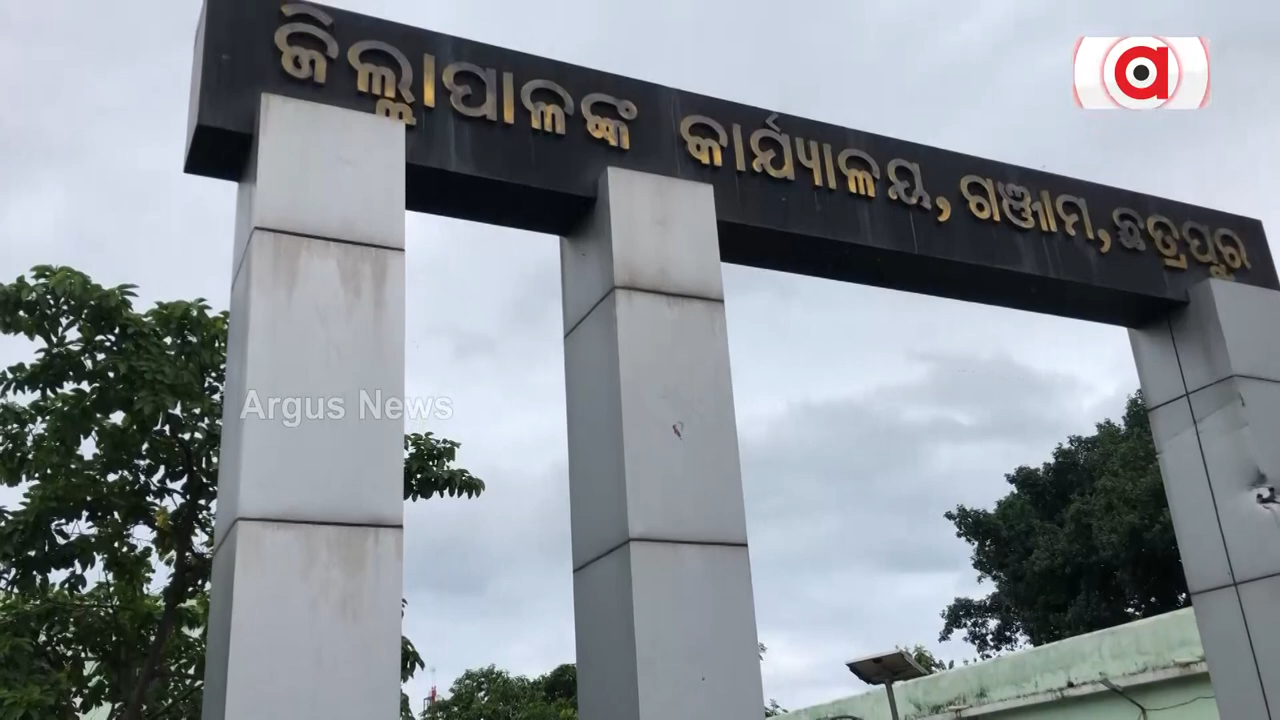 ଜିଲ୍ଲାପାଳଙ୍କ କାର୍ଯ୍ୟାଳୟ, ଗଞ୍ଜାମ, ଛତ୍ରପୁର
a
Argus News